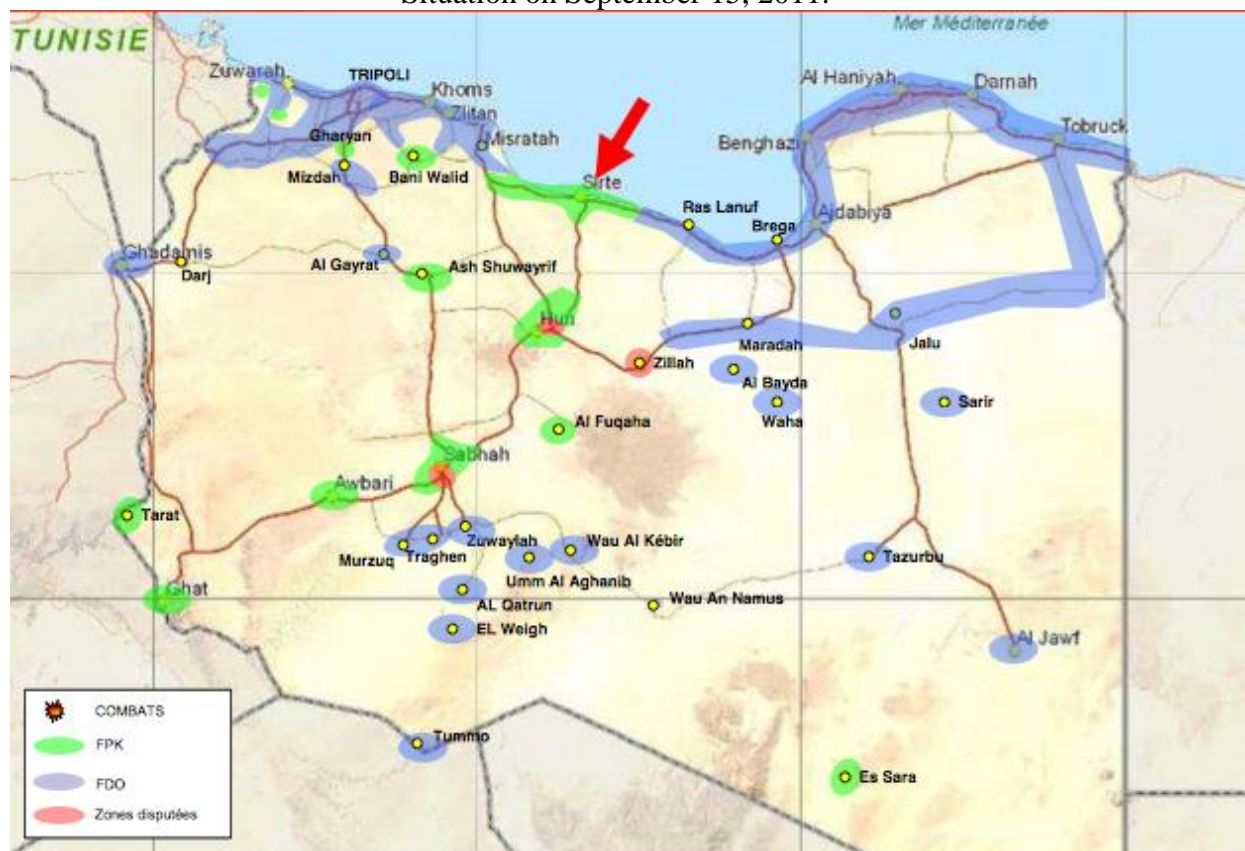 Situation on September 15, 2011.
Mer Méditerranée
TUNISIE
Zuwarah
TRIPOLI
Al Haniyah
Darnah
Khoms
Zlitan
Gharyan
Misratah
Benghazi
Tobruck
Mizdah
Bani Walid
Sirte
Ras Lanuf
Brega
Ajdabiya
Ghadamis
Darj
Al Gayrat
Ash Shuwayrif
Hun
Maradah
Jalu
Zillah
Al Bayda
Waha
Sarir
Al Fuqaha
Sabhah
Awbari
Tarat
Murzuq
Traghen
Zuwaylah
Wau Al Kébir
Umm Al Aghanib
Tazurbu
Ghat
AL Qatrun
Wau An Namus
EL Weigh
Al Jawf
Tummo
Es Sara
COMBATS
FPK
FDO
Zones disputées